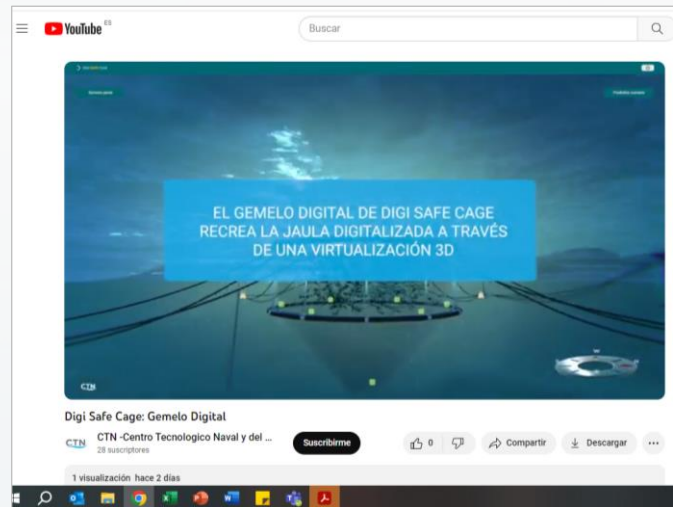 YouTube ES
Buscar
EL GEMELO DIGITAL DE DIGI SAFE CAGE
RECREA LA JAULA DIGITALIZADA A TRAVÉS
DE UNA VIRTUALIZACIÓN 3D
CTN
Digi Safe Cage: Gemelo Digital
CTN
CTN -Centro Tecnologico Naval y del ...
28 suscriptores
Suscribirme
0
Compartir
Descargar
1 visualización hace 2 días